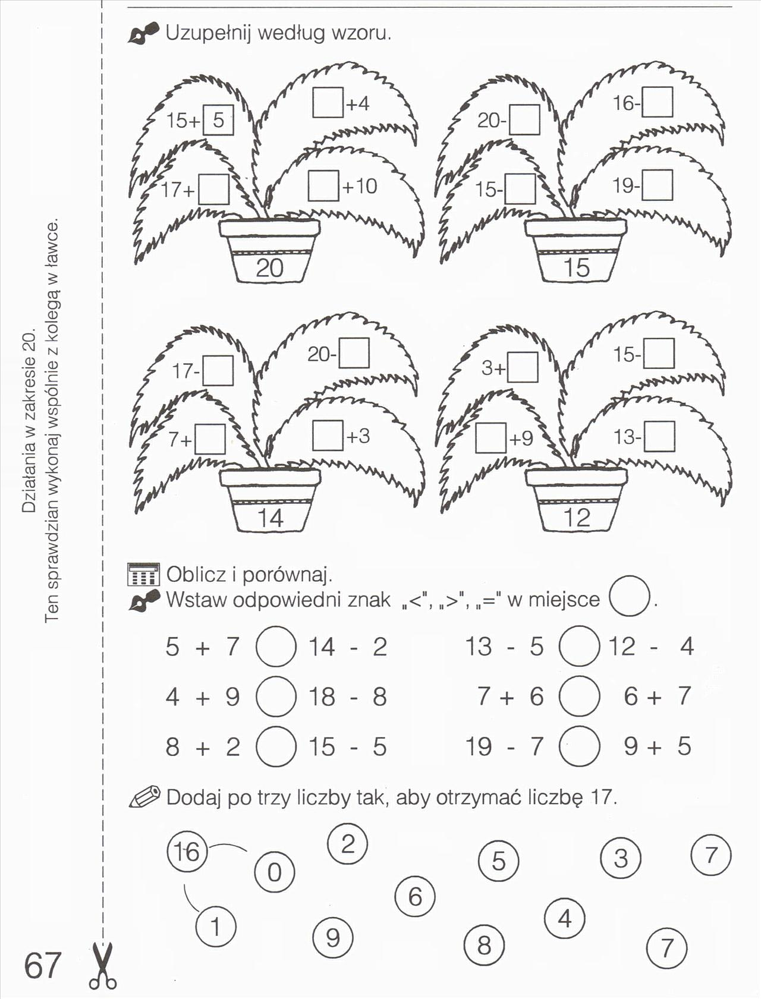 Uzupełnij według wzoru.
15+ 5
+4
17+
+10
20
20-
16-
15-
19-
15
17-
20-
7+
+3
14
3+
15-
+9
13-
12
Oblicz i porównaj.
Wstaw odpowiedni znak „<", „>", „=" w miejsce .
5 + 7 14 - 2
13 - 5 12 - 4
4 + 9 18 - 8
7 + 6 6 + 7
8 + 2 15 - 5
19 - 7 9 + 5
Dodaj po trzy liczby tak, aby otrzymać liczbę 17.
16
0
2
5
3
7
1
9
6
8
4
7
Działania w zakresie 20.
Ten sprawdzian wykonaj wspólnie z kolegą w ławce.
67